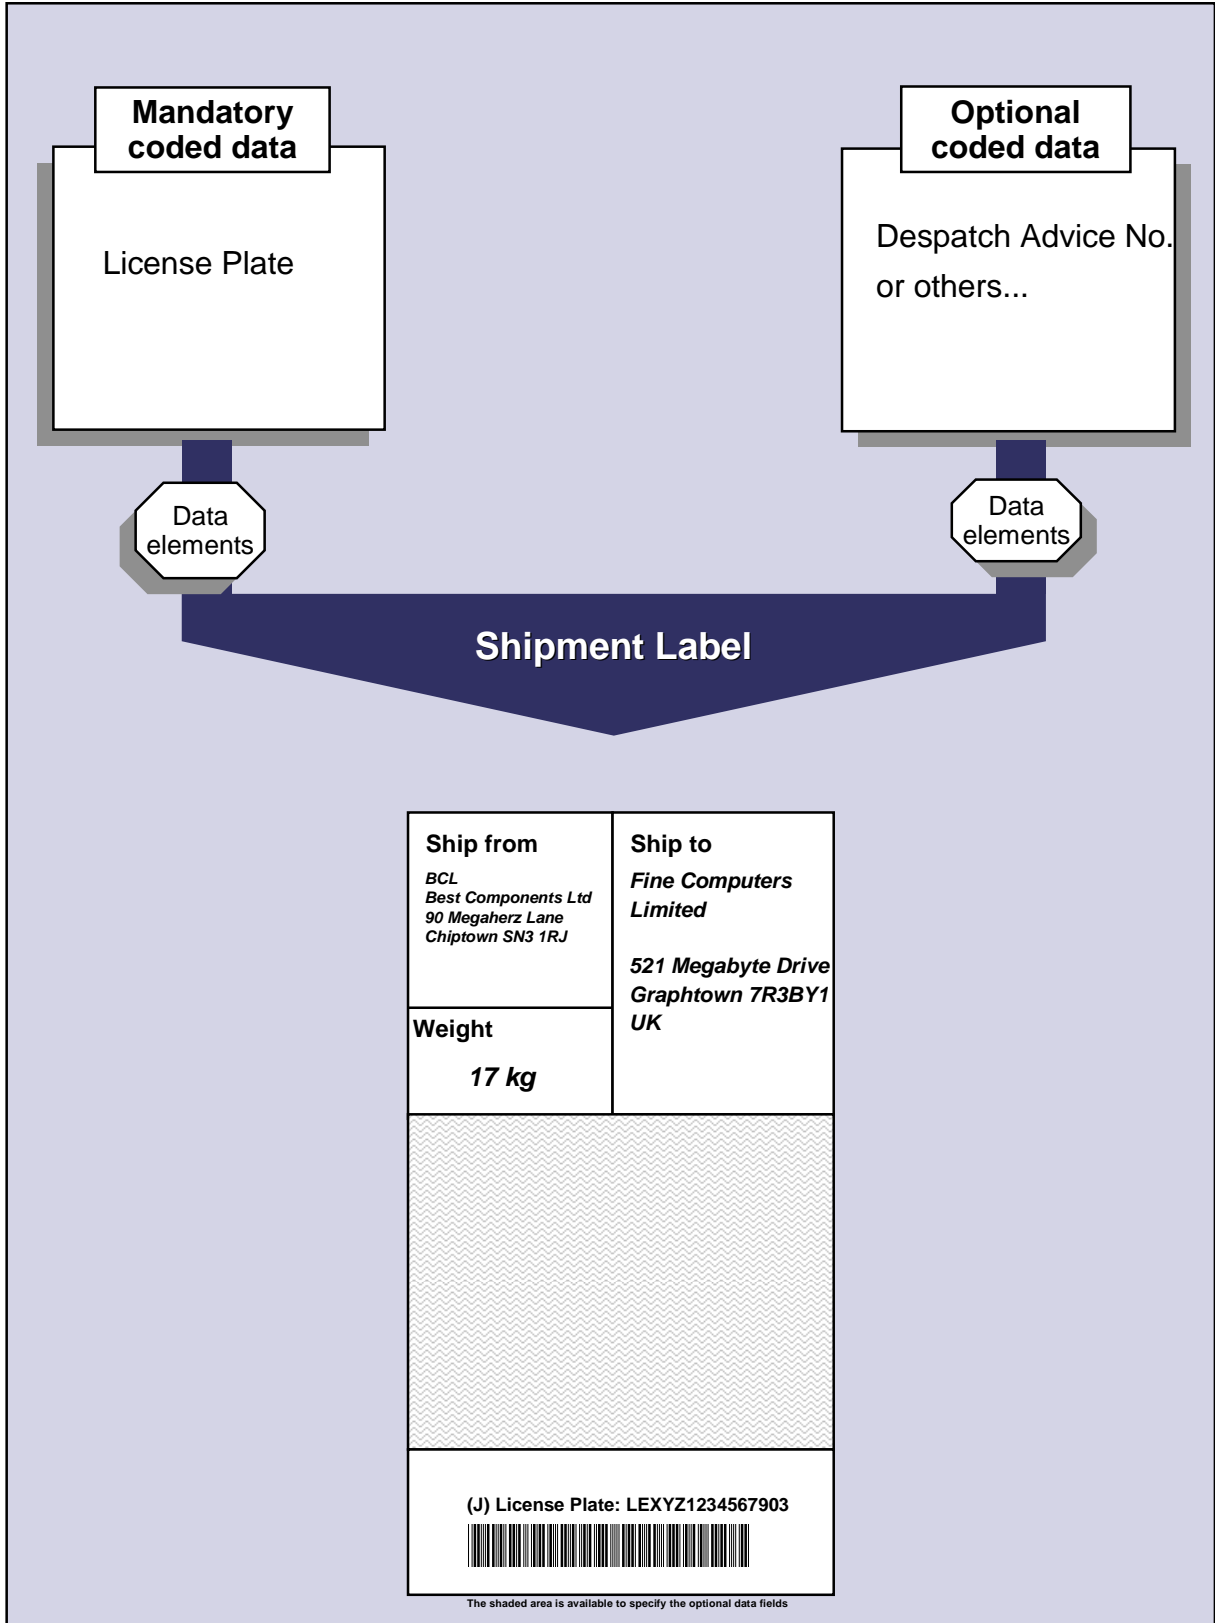 Mandatory
coded data
License Plate
Optional
coded data
Despatch Advice No.
or others...
Data
elements
Data
elements
Shipment Label
Ship from
BCL
Best Components Ltd
90 Megaherz Lane
Chiptown SN3 1RJ
Ship to
Fine Computers
Limited
521 Megabyte Drive
Graphtown 7R3BY1
UK
Weight
17 kg
(J) License Plate: LEXYZ1234567903
The shaded area is available to specify the optional data fields